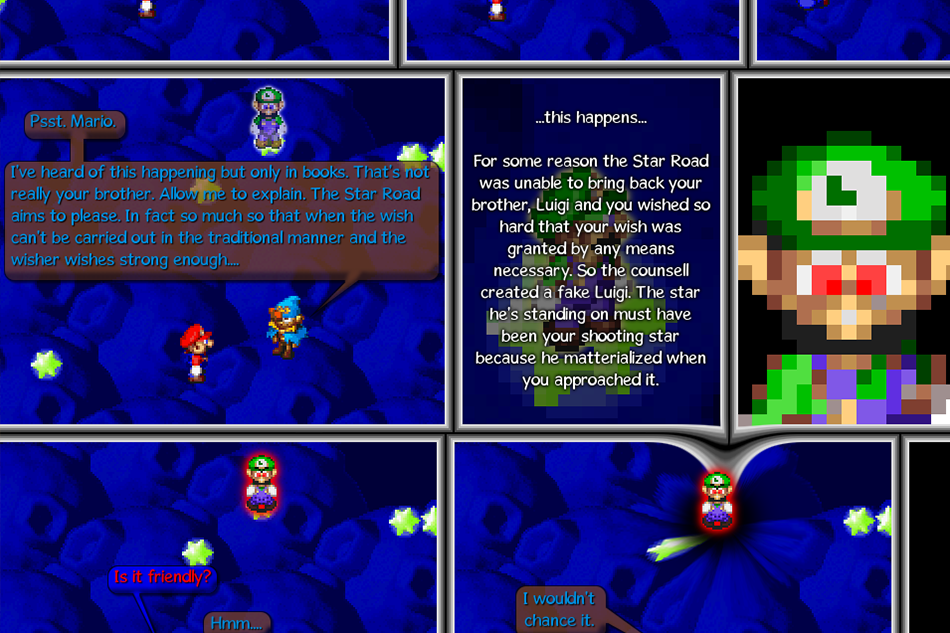 Psst. Mario.
I've heard of this happening but only in books. That's not
really your brother. Allow me to explain. The Star Road
aims to please. In fact so much so that when the wish
can't be carried out in the traditional manner and the
wisher wishes strong enough....
...this happens...
For some reason the Star Road
was unable to bring back your
brother, Luigi and you wished so
hard that your wish was
granted by any means
necessary. So the counsell
created a fake Luigi. The star
he's standing on must have
been your shooting star
because he matterialized when
you approached it.
Is it friendly?
Hmm....
I wouldn't
chance it.